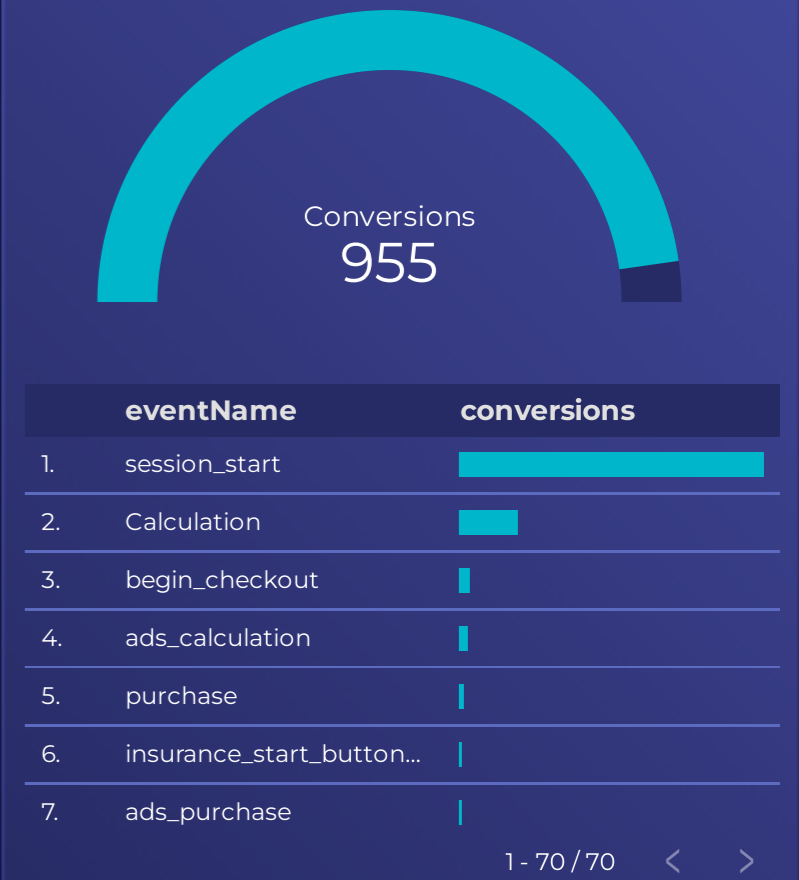 Conversions
955
eventName conversions
1. session_start
2. Calculation
3. begin_checkout
4. ads_calculation
5. purchase
6. insurance_start_button...
7. ads_purchase
1 - 70 / 70 < >